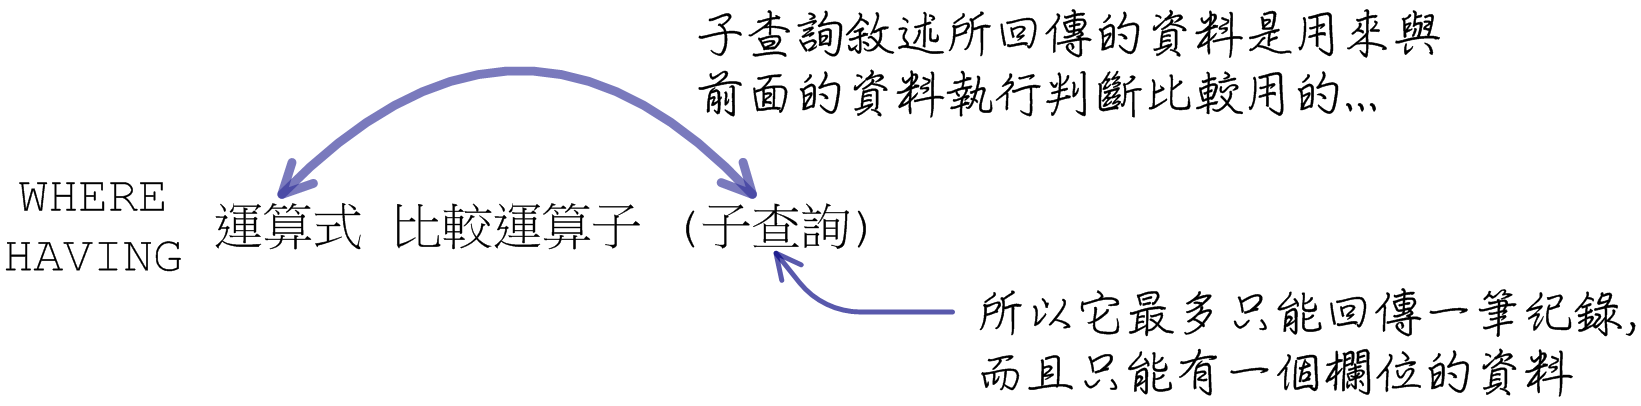 子查詢敘述所回傳的資料是用來與
前面的資料執行判斷比較用的...
WHERE
HAVING
運算式 比較運算子 (子查詢)
所以它最多只能回傳一筆紀錄,
而且只能有一個欄位的資料